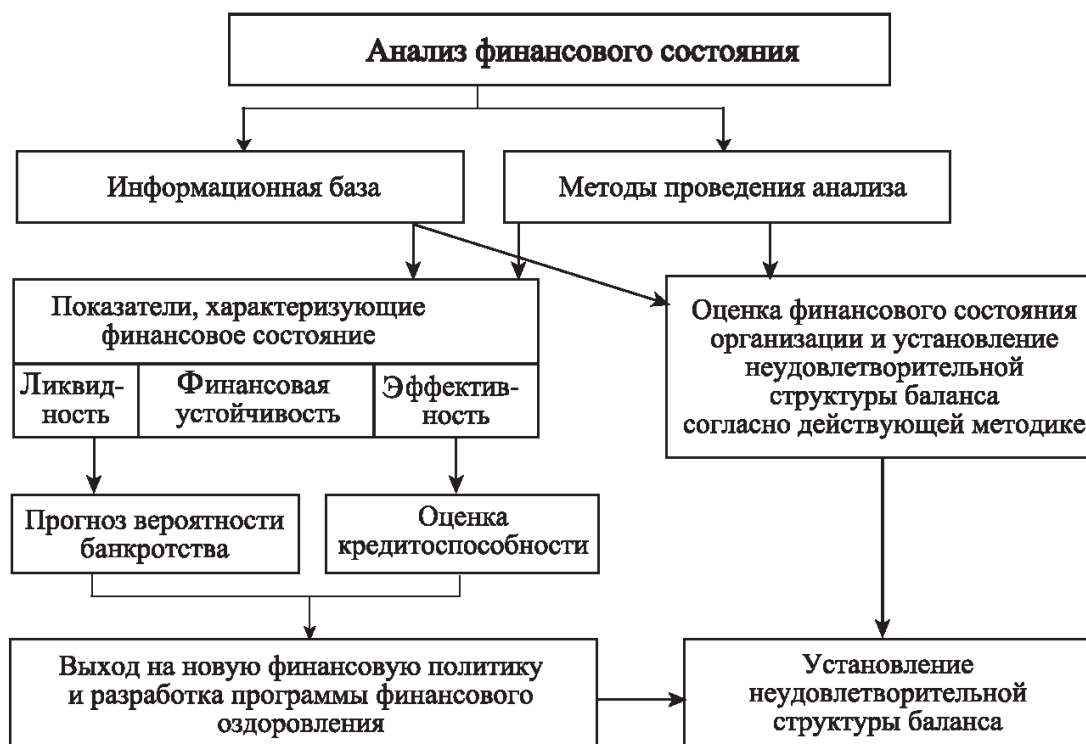 Анализ финансового состояния
Информационная база
Методы проведения анализа
Показатели, характеризующие
финансовое состояние
Ликвид-
ность
Финансовая
устойчивость
Эффектив-
ность
Оценка финансового состояния
организации и установление
неудовлетворительной
структуры баланса
согласно действующей методике
Прогноз вероятности
банкротства
Оценка
кредитоспособности
Выход на новую финансовую политику
и разработка программы финансового
оздоровления
Установление
неудовлетворительной
структуры баланса